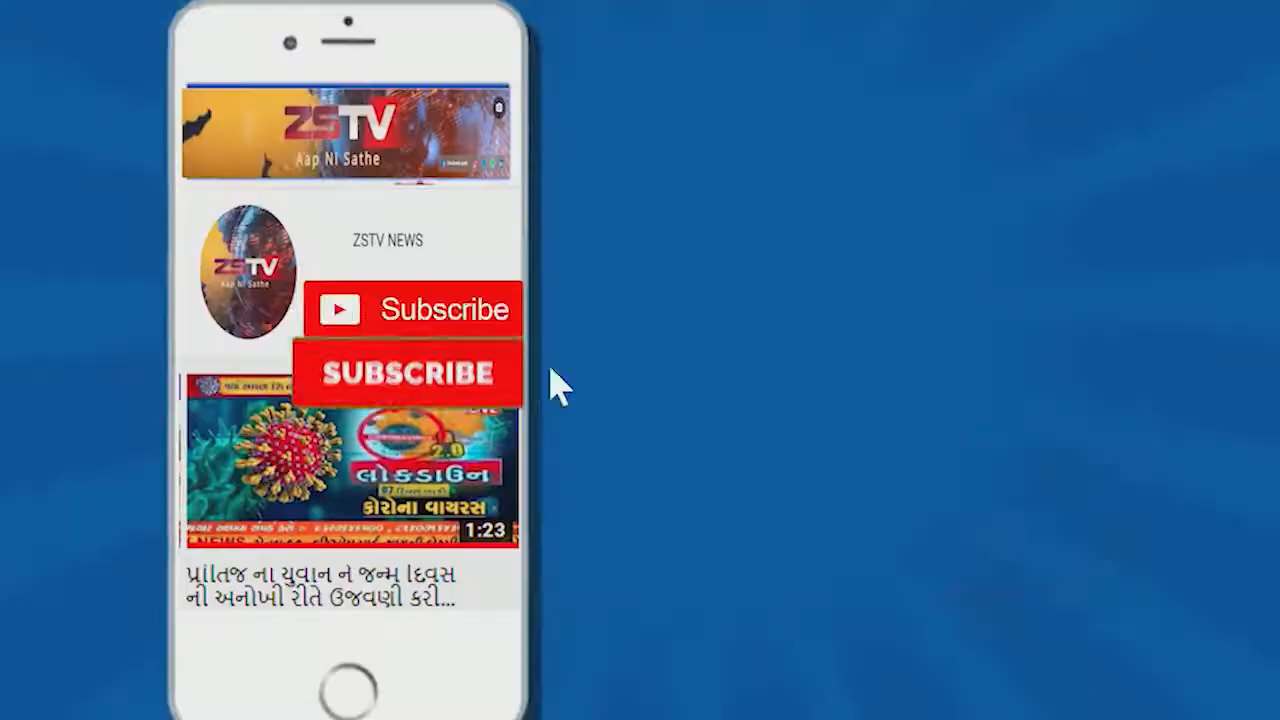 ZSTV
Aap Ni Sathe
ZSTV NEWS
ZSTV
Aap Ni Sathe
Subscribe
SUBSCRIBE
2.0
લોકડાઉન
કોરોના વાયરસ
1:23
NEWS
પ્રાંતિજ ના યુવાન ને જન્મ દિવસ
ની અનોખી રીતે ઉજવણી કરી...